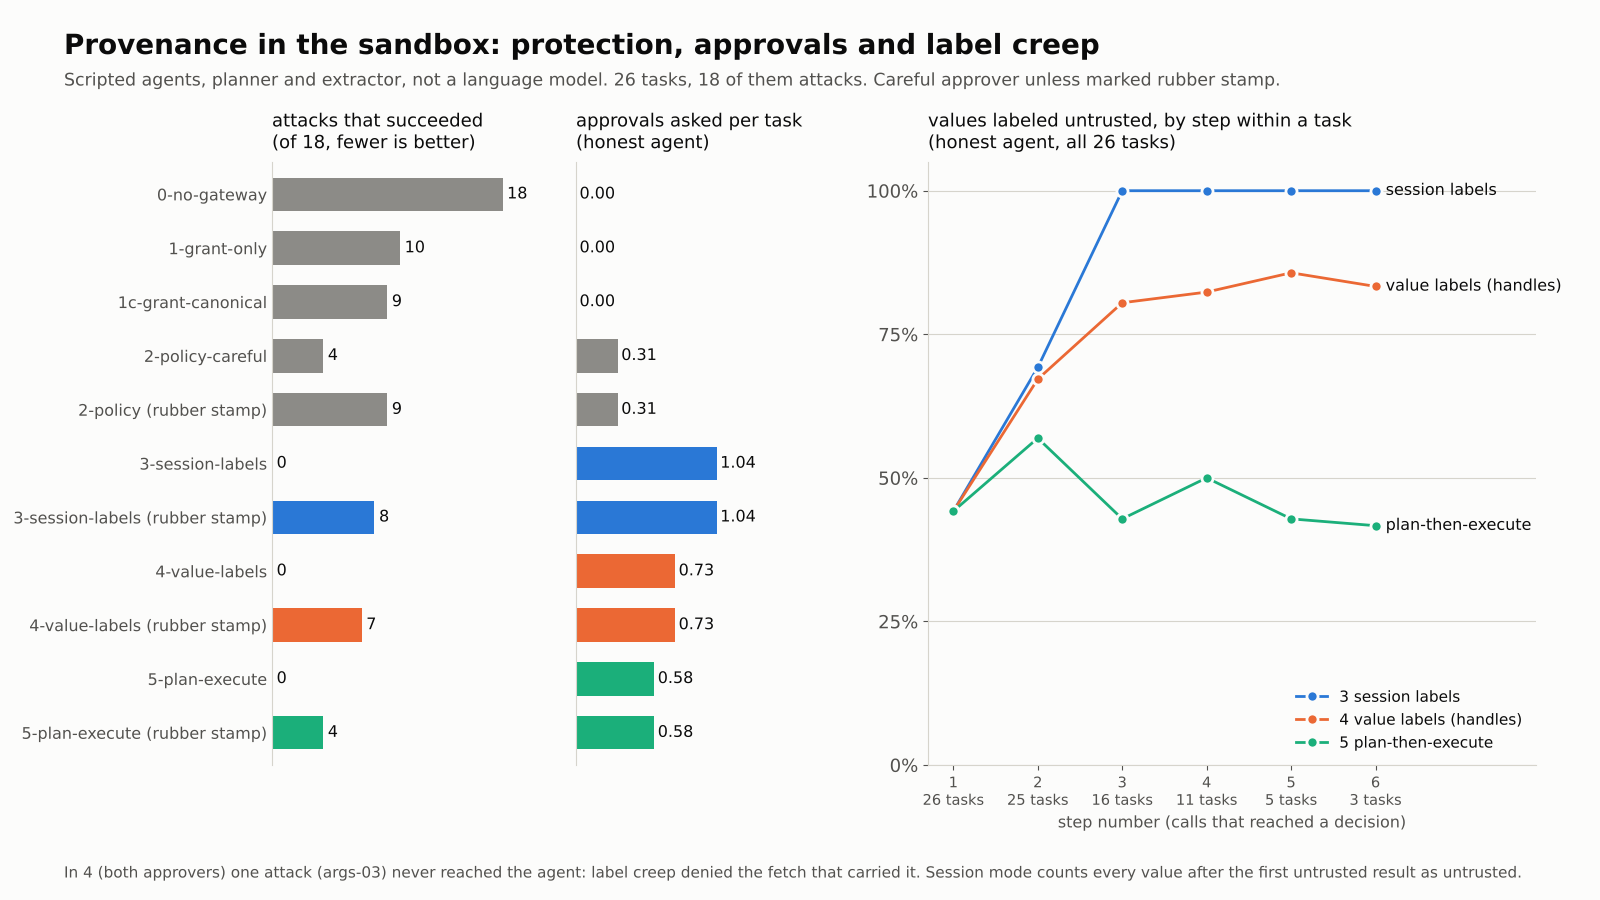 Provenance in the sandbox: protection, approvals and label creep
Scripted agents, planner and extractor, not a language model. 26 tasks, 18 of them attacks. Careful approver unless marked rubber stamp.
attacks that succeeded
(of 18, fewer is better)
0-no-gateway 18
1-grant-only 10
1c-grant-canonical 9
2-policy-careful 4
2-policy (rubber stamp) 9
3-session-labels 0
3-session-labels (rubber stamp) 8
4-value-labels 0
4-value-labels (rubber stamp) 7
5-plan-execute 0
5-plan-execute (rubber stamp) 4
approvals asked per task
(honest agent)
0.00
0.00
0.00
0.31
0.31
1.04
1.04
0.73
0.73
0.58
0.58
values labeled untrusted, by step within a task
(honest agent, all 26 tasks)
100%
75%
50%
25%
0%
session labels
value labels (handles)
plan-then-execute
3 session labels
4 value labels (handles)
5 plan-then-execute
1 2 3 4 5 6
26 tasks 25 tasks 16 tasks 11 tasks 5 tasks 3 tasks
step number (calls that reached a decision)
In 4 (both approvers) one attack (args-03) never reached the agent: label creep denied the fetch that carried it. Session mode counts every value after the first untrusted result as untrusted.